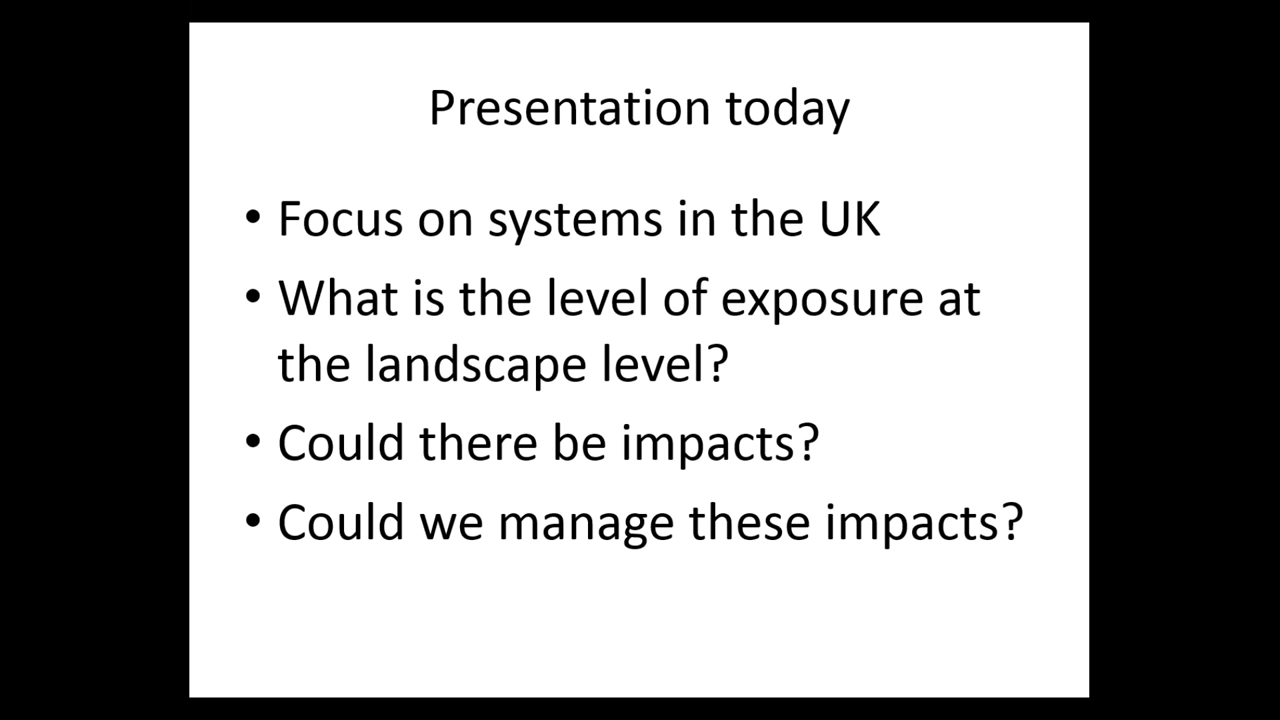 Presentation today
• Focus on systems in the UK
• What is the level of exposure at
the landscape level?
• Could there be impacts?
• Could we manage these impacts?